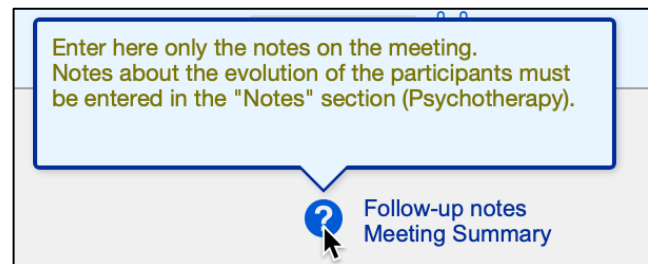 Enter here only the notes on the meeting.
Notes about the evolution of the participants must
be entered in the "Notes" section (Psychotherapy).
?
Follow-up notes
Meeting Summary